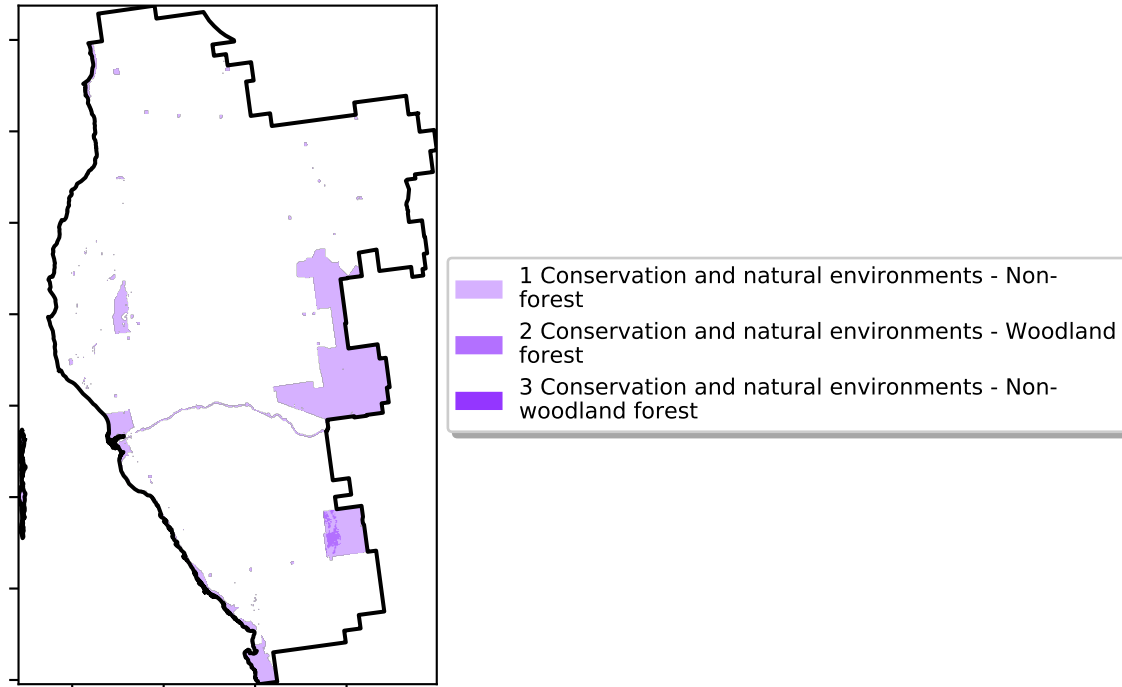 1 Conservation and natural environments - Non-
forest
2 Conservation and natural environments - Woodland
forest
3 Conservation and natural environments - Non-
woodland forest